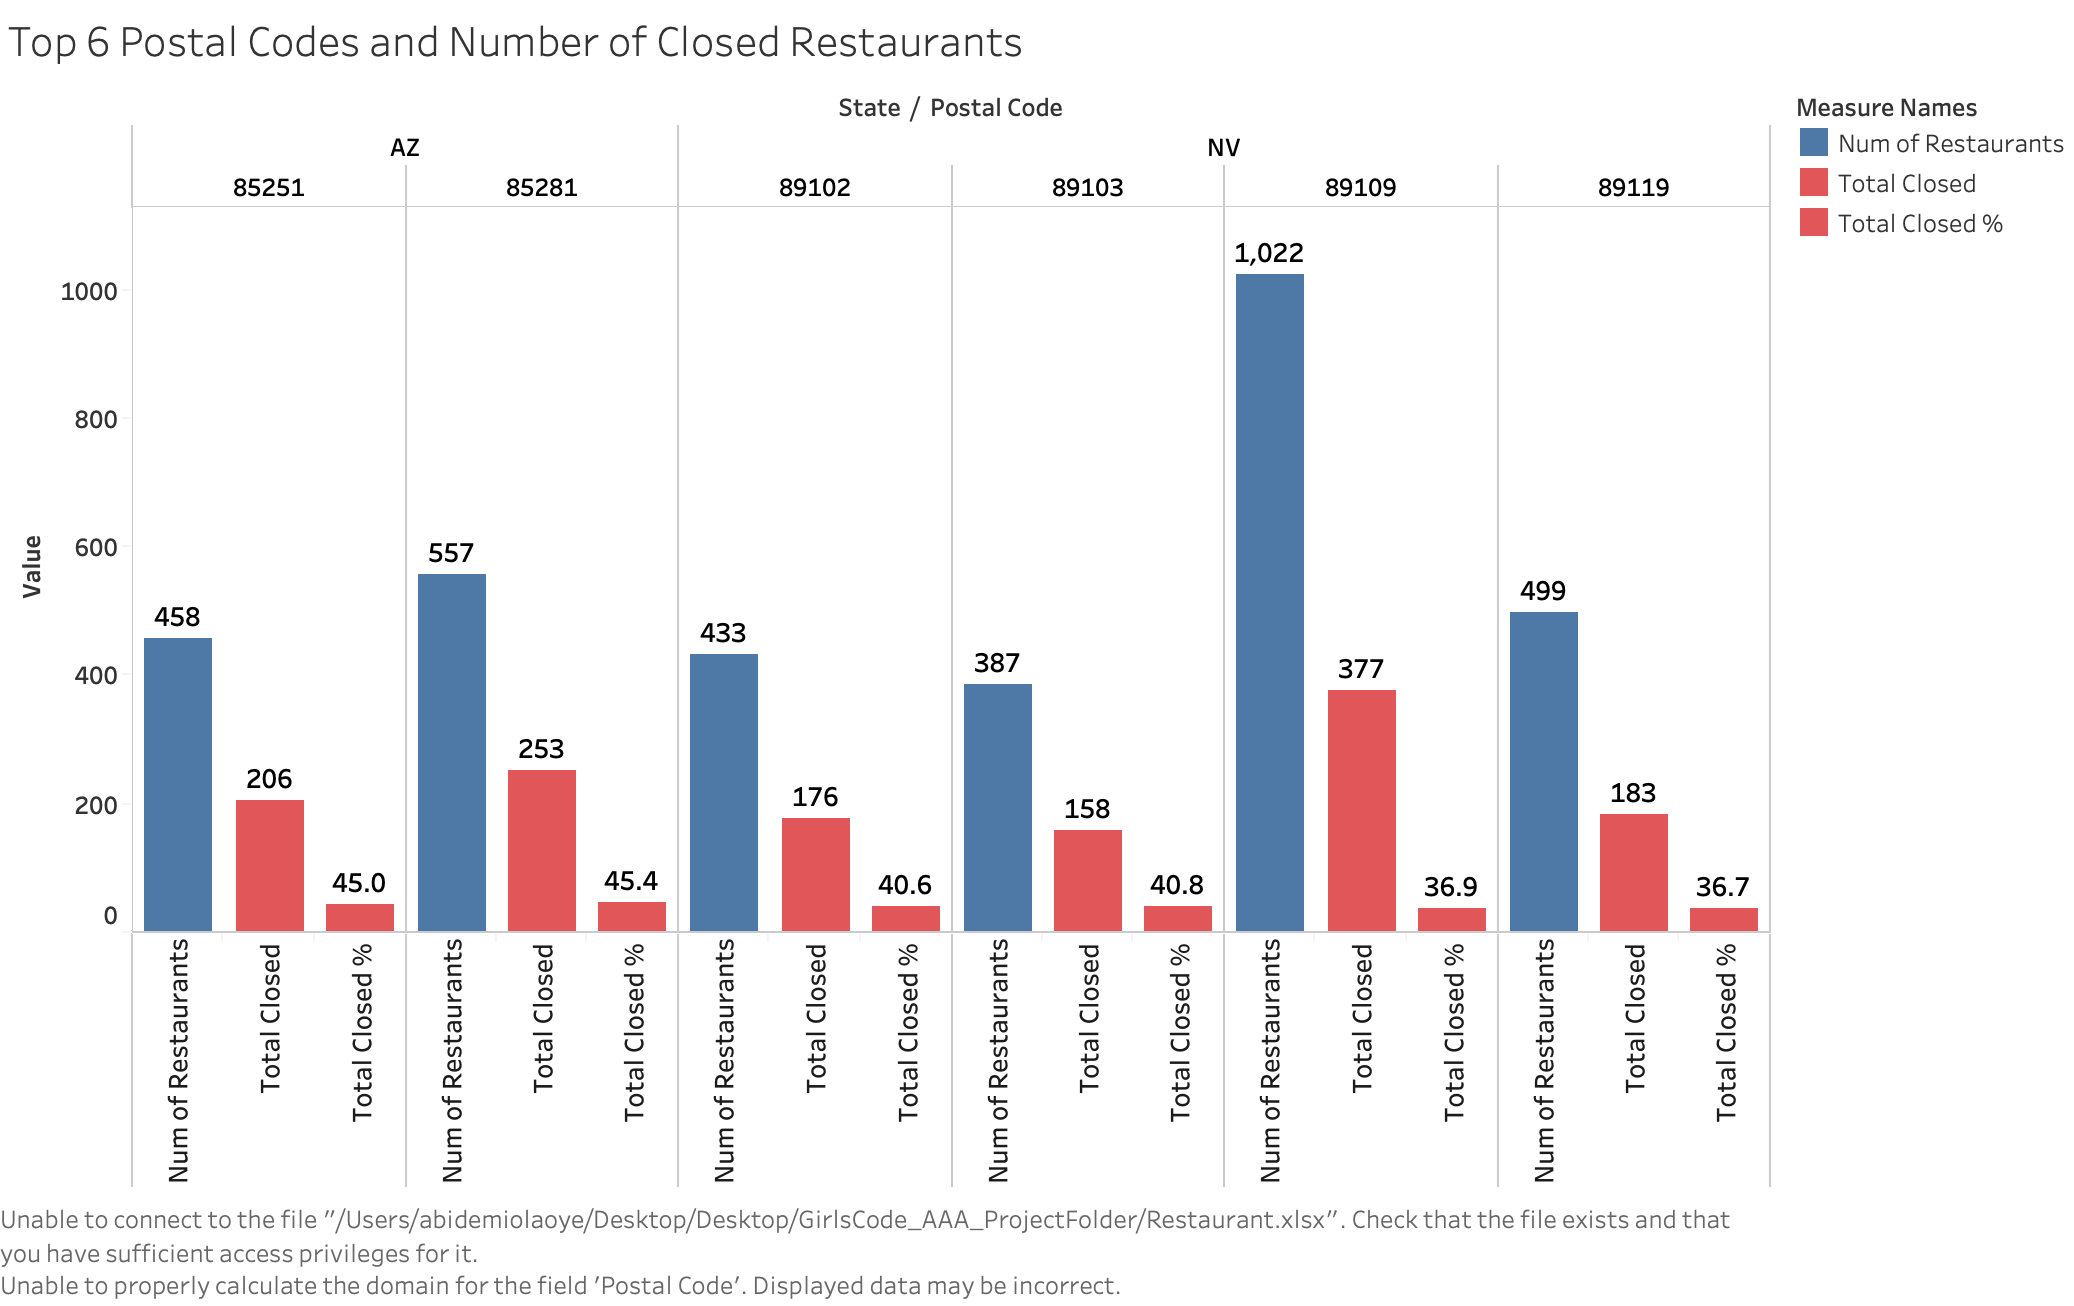 Top 6 Postal Codes and Number of Closed Restaurants
State / Postal Code
Measure Names
Num of Restaurants
Total Closed
Total Closed %
AZ
NV
85251
85281
89102
89103
89109
89119
Value
1000
800
600
400
200
0
458
206
45.0
557
253
45.4
433
176
40.6
387
158
40.8
1,022
377
36.9
499
183
36.7
Num of Restaurants
Total Closed
Total Closed %
Num of Restaurants
Total Closed
Total Closed %
Num of Restaurants
Total Closed
Total Closed %
Num of Restaurants
Total Closed
Total Closed %
Num of Restaurants
Total Closed
Total Closed %
Num of Restaurants
Total Closed
Total Closed %
Unable to connect to the file "/Users/abidemiolaoye/Desktop/Desktop/GirlsCode_AAA_ProjectFolder/Restaurant.xlsx". Check that the file exists and that
you have sufficient access privileges for it.
Unable to properly calculate the domain for the field 'Postal Code'. Displayed data may be incorrect.